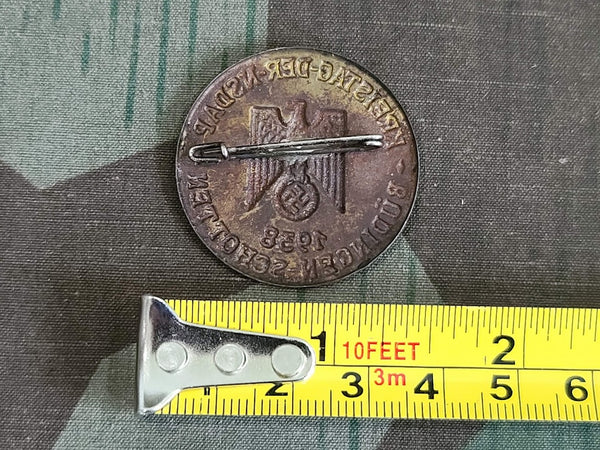 KREISTAG-DER-NSDAP
BÜDINGEN-SCHOTTEN
1938
1 10FEET 2
2 3 3m 4 5 6